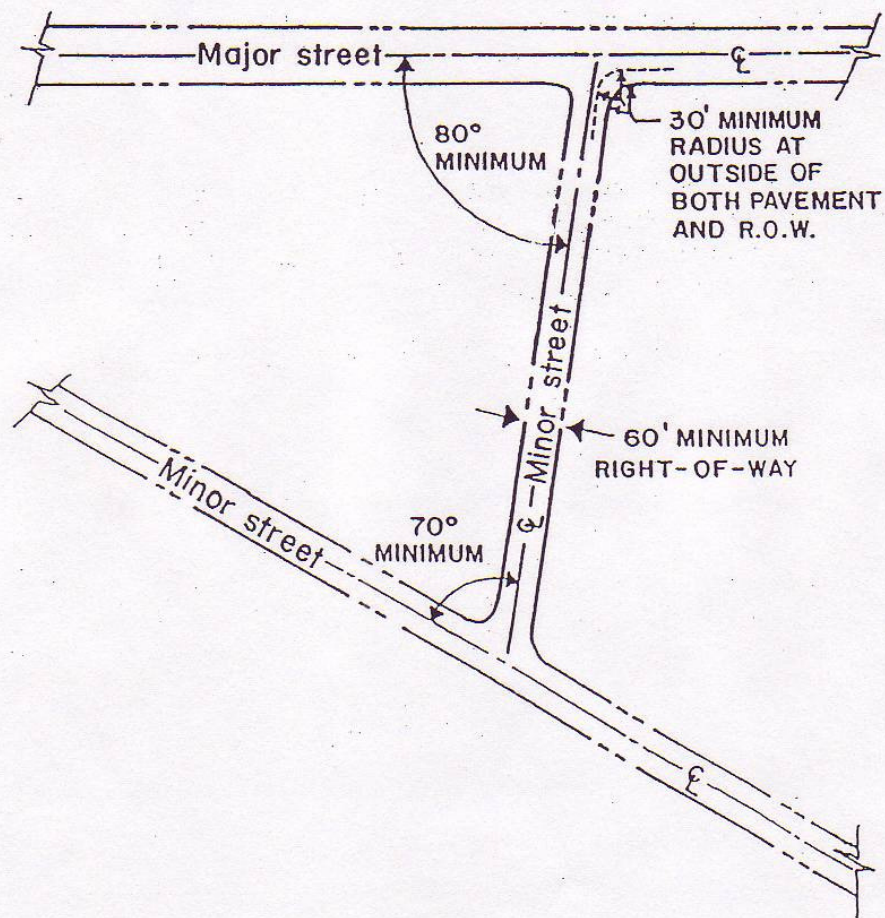 Major street
℄
80°
MINIMUM
30' MINIMUM
RADIUS AT
OUTSIDE OF
BOTH PAVEMENT
AND R.O.W.
℄ Minor street
60' MINIMUM
RIGHT-OF-WAY
Minor street
70°
MINIMUM
℄